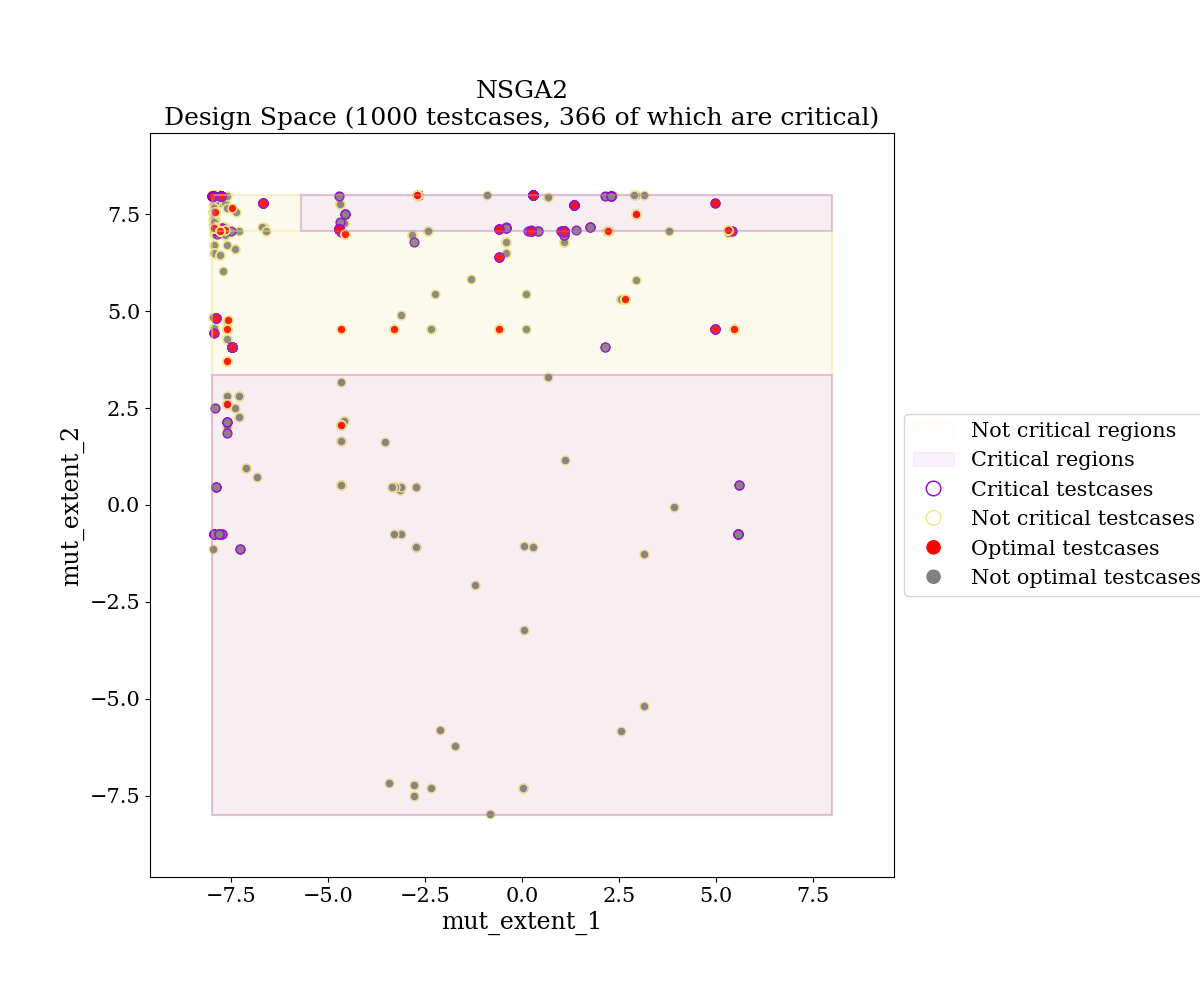 NSGA2
Design Space (1000 testcases, 366 of which are critical)
7.5
5.0
2.5
0.0
−2.5
−5.0
−7.5
mut_extent_2
−7.5
−5.0
−2.5
0.0
2.5
5.0
7.5
mut_extent_1
Not critical regions
Critical regions
Critical testcases
Not critical testcases
Optimal testcases
Not optimal testcases